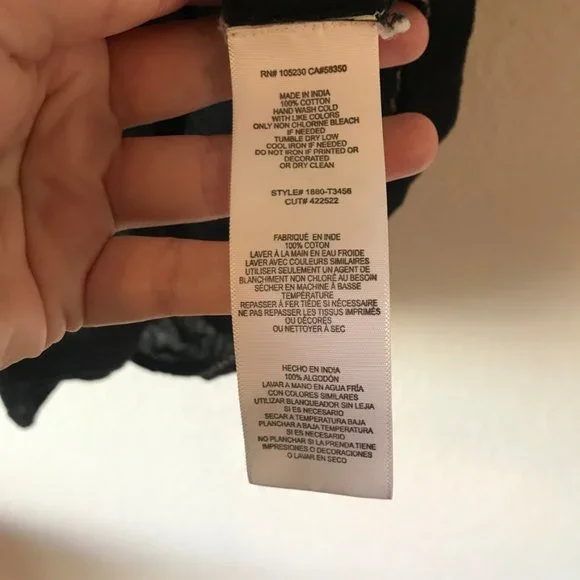 RN# 105230 CA#58350
MADE IN INDIA
100% COTTON
HAND WASH COLD
WITH LIKE COLORS
ONLY NON CHLORINE BLEACH
IF NEEDED
TUMBLE DRY LOW
COOL IRON IF NEEDED
DO NOT IRON IF PRINTED OR
DECORATED
OR DRY CLEAN
STYLE# 1880-T3456
CUT# 422522
FABRIQUÉ EN INDE
100% COTON
LAVER À LA MAIN EN EAU FROIDE
LAVER AVEC COULEURS SIMILAIRES
UTILISER SEULEMENT UN AGENT DE
BLANCHIMENT NON CHLORÉ AU BESOIN
SÉCHER EN MACHINE À BASSE
TEMPÉRATURE
REPASSER À FER TIÈDE SI NÉCESSAIRE
NE PAS REPASSER LES TISSUS IMPRIMÉS
OU DÉCORÉS
OU NETTOYER À SEC
HECHO EN INDIA
100% ALGODÓN
LAVAR A MANO EN AGUA FRÍA
CON COLORES SIMILARES
UTILIZAR BLANQUEADOR SIN LEJIA
SI ES NECESARIO
SECAR A TEMPERATURA BAJA
PLANCHAR A BAJA TEMPERATURA
SI ES NECESARIO
NO PLANCHAR SI LA PRENDA TIENE
IMPRESIONES O DECORACIONES
O LAVAR EN SECO